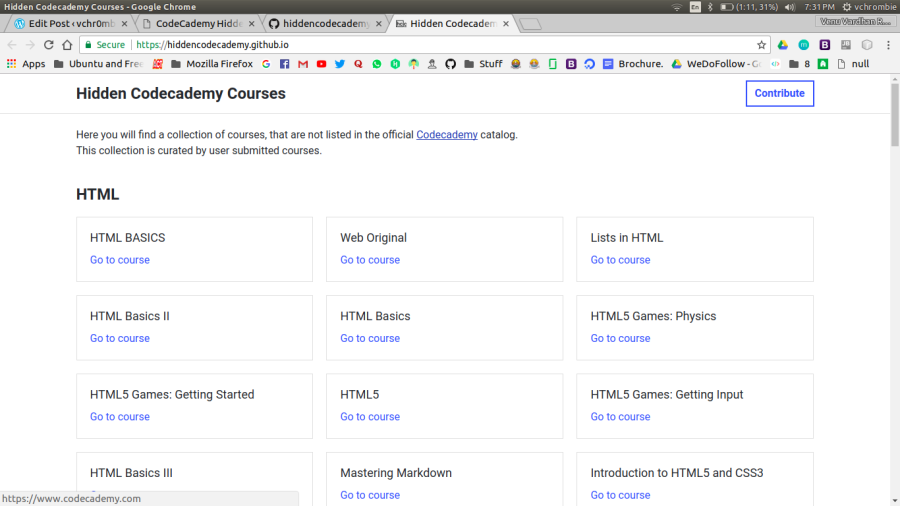 Hidden Codecademy Courses - Google Chrome En (1:11, 31%) 7:31 PM vchrombie
Edit Post ‹ vchr0mb CodeCademy Hidd hiddencodecademy Hidden Codecadem Venu Vardhan R...
Secure https://hiddencodecademy.github.io
Apps Ubuntu and Free Mozilla Firefox Stuff Brochure. WeDoFollow - Go 8 null
Hidden Codecademy Courses Contribute
Here you will find a collection of courses, that are not listed in the official Codecademy catalog.
This collection is curated by user submitted courses.
HTML
HTML BASICS Web Original Lists in HTML
Go to course Go to course Go to course
HTML Basics II HTML Basics HTML5 Games: Physics
Go to course Go to course Go to course
HTML5 Games: Getting Started HTML5 HTML5 Games: Getting Input
Go to course Go to course Go to course
HTML Basics III Mastering Markdown Introduction to HTML5 and CSS3
Go to course Go to course
https://www.codecademy.com